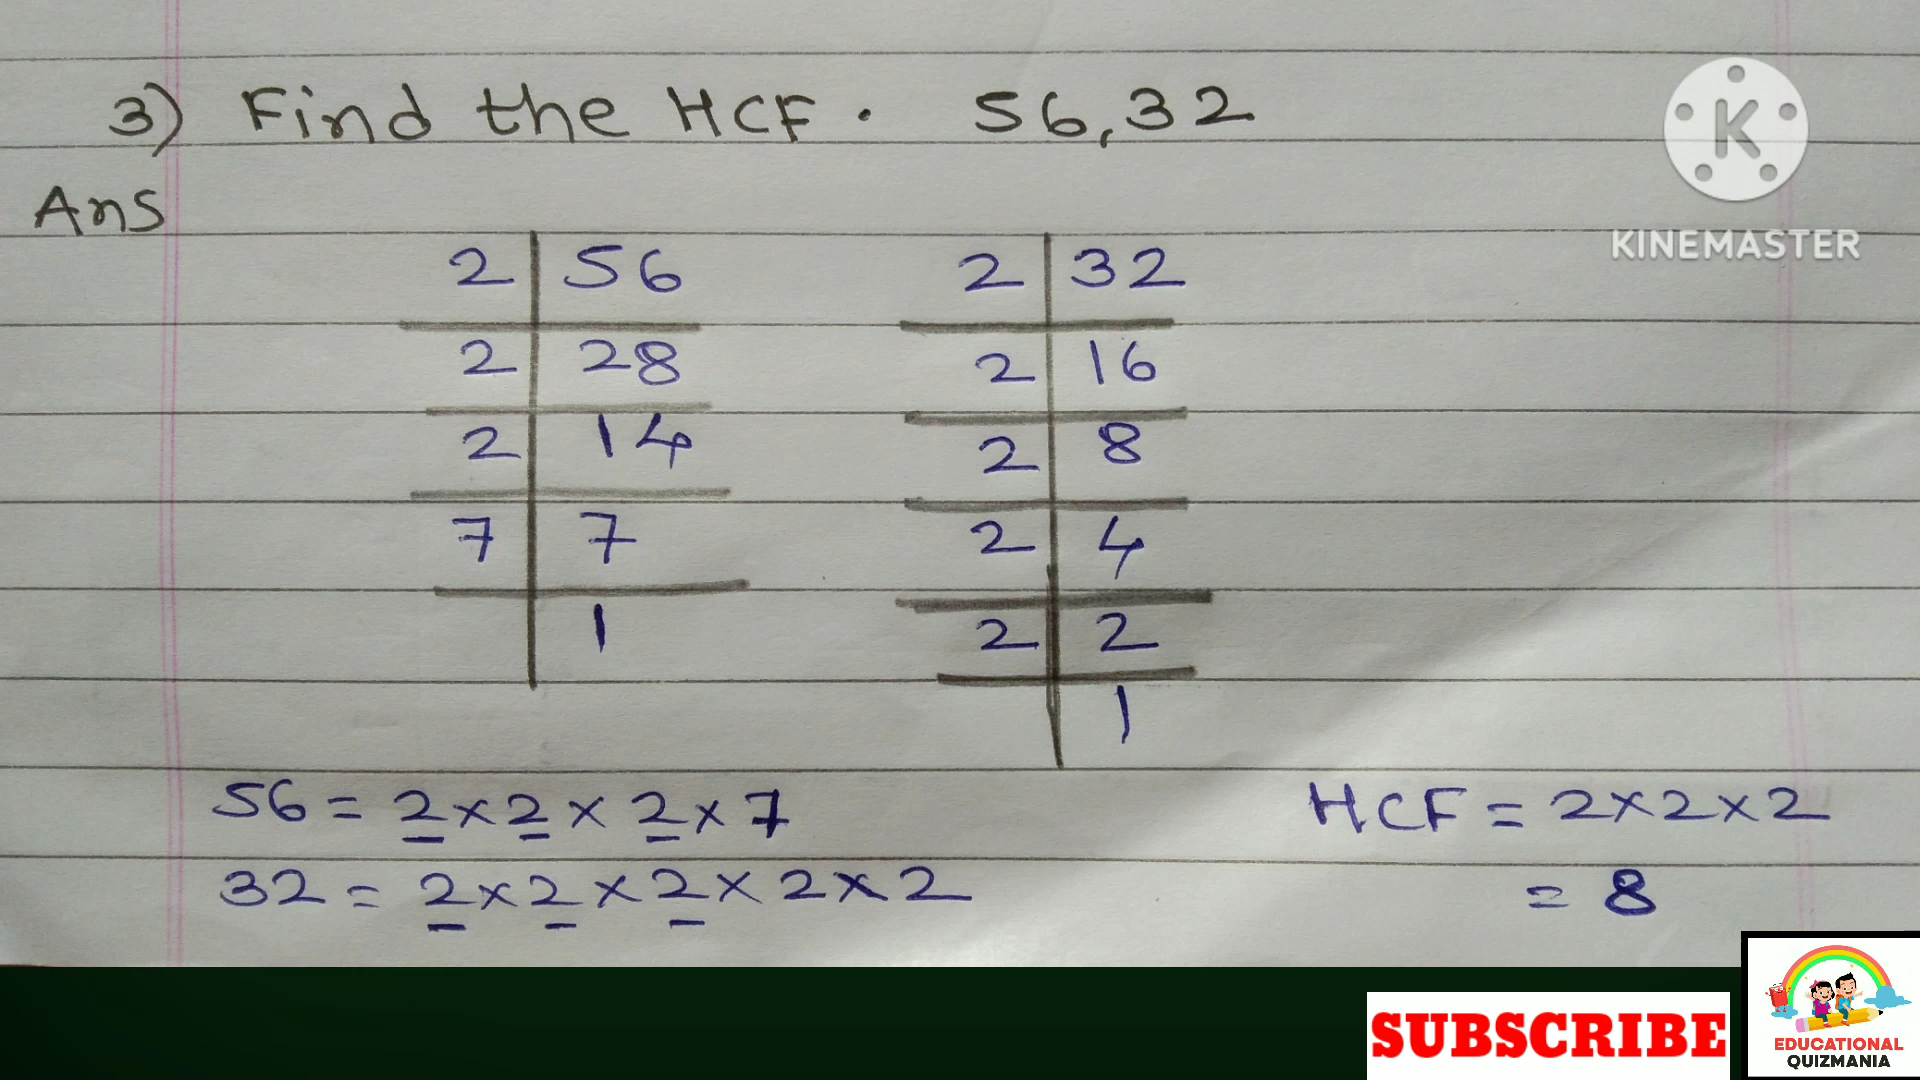 3) Find the HCF. 56,32
Ans
2 56
2 28
2 14
7 7
1
2 32
2 16
2 8
2 4
2 2
1
56 = 2×2×2×7
32 = 2×2×2×2×2
HCF = 2×2×2
= 8
K
KINEMASTER
SUBSCRIBE
EDUCATIONAL
QUIZMANIA